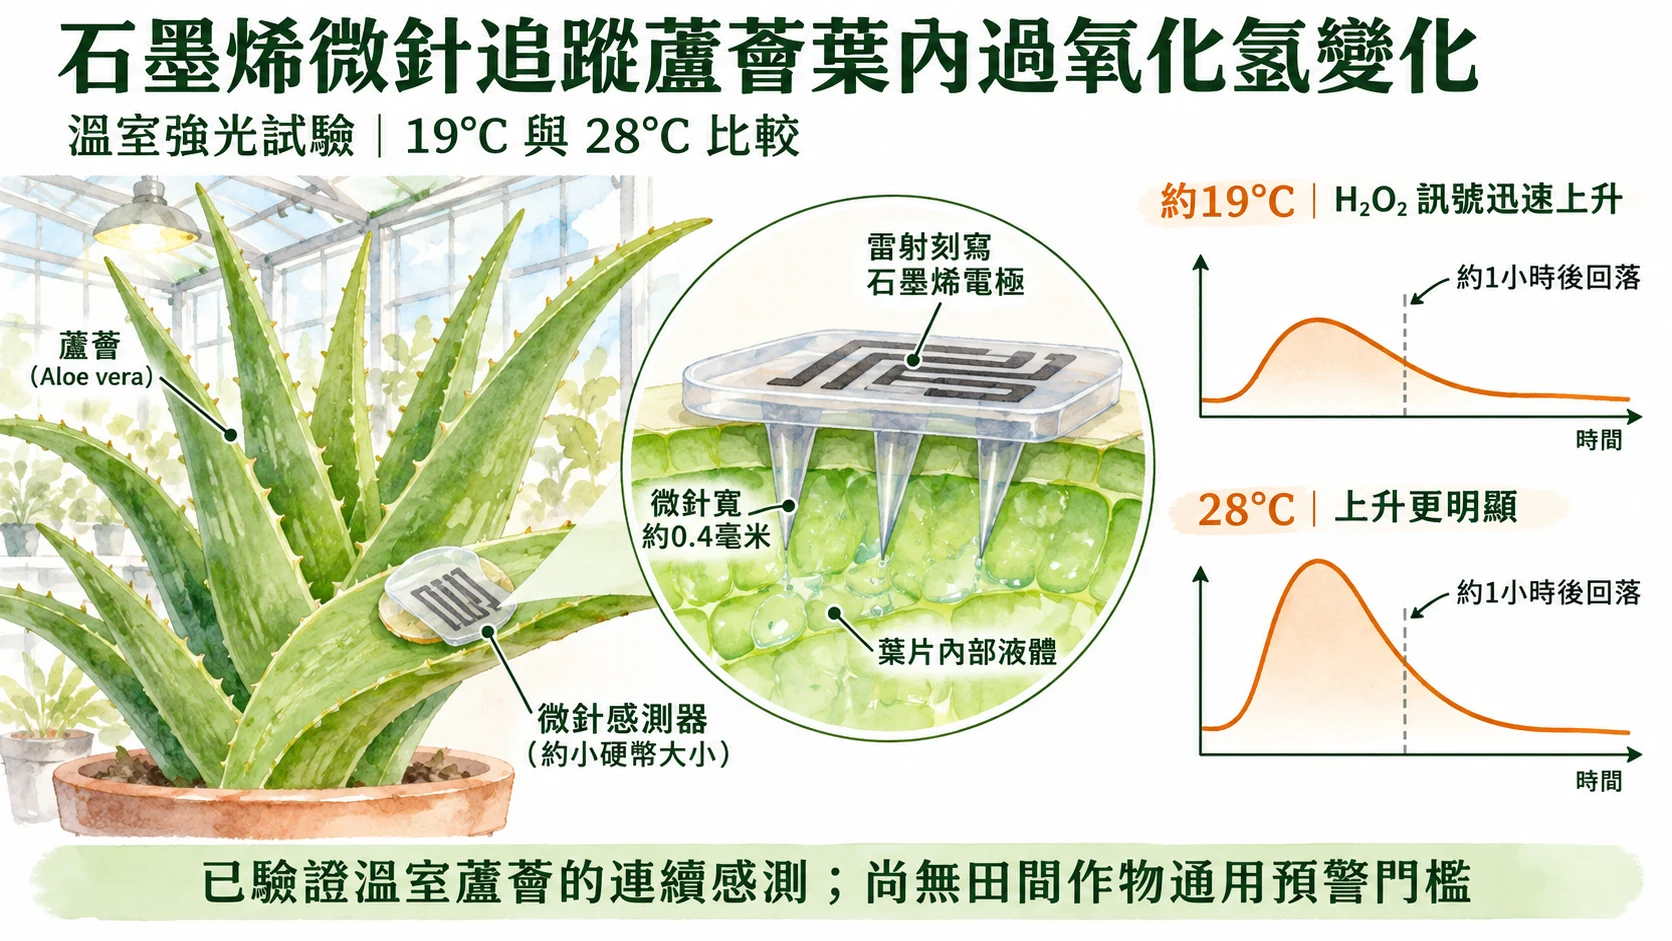 石墨烯微針追蹤蘆薈葉內過氧化氫變化
溫室強光試驗｜19°C 與 28°C 比較
蘆薈
（Aloe vera）
微針感測器
（約小硬幣大小）
雷射刻寫
石墨烯電極
微針寬
約0.4毫米
葉片內部液體
約19°C｜H₂O₂ 訊號迅速上升
約1小時後回落
時間
28°C｜上升更明顯
約1小時後回落
時間
已驗證溫室蘆薈的連續感測；尚無田間作物通用預警門檻